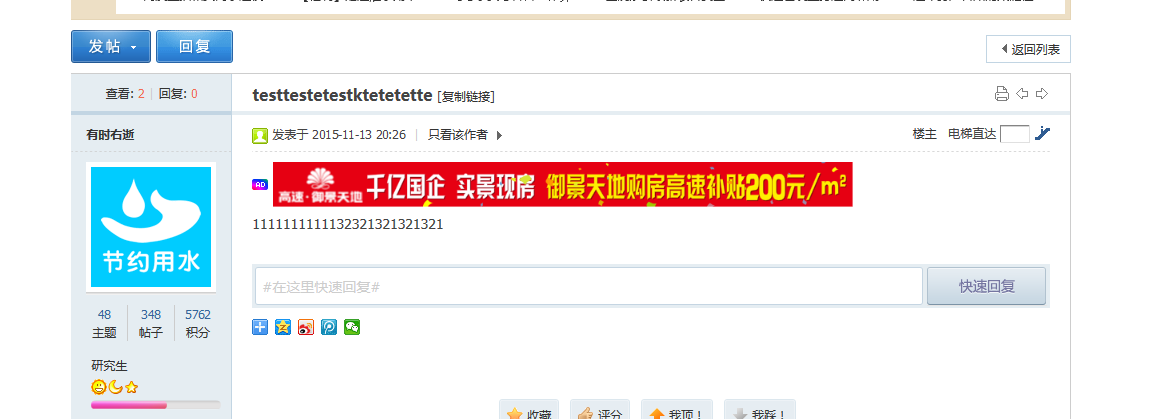 发帖 回复 返回列表
查看: 2 回复: 0
testtestetestktetetette [复制链接]
有时右逝
发表于 2015-11-13 20:26 只看该作者
楼主 电梯直达
AD
高速·御景天地 千亿国企 实景现房 御景天地购房高速补贴200元/m²
1111111111132321321321321
节约用水
#在这里快速回复#
快速回复
48 348 5762
主题 帖子 积分
研究生
收藏 评分 我顶! 我踩!